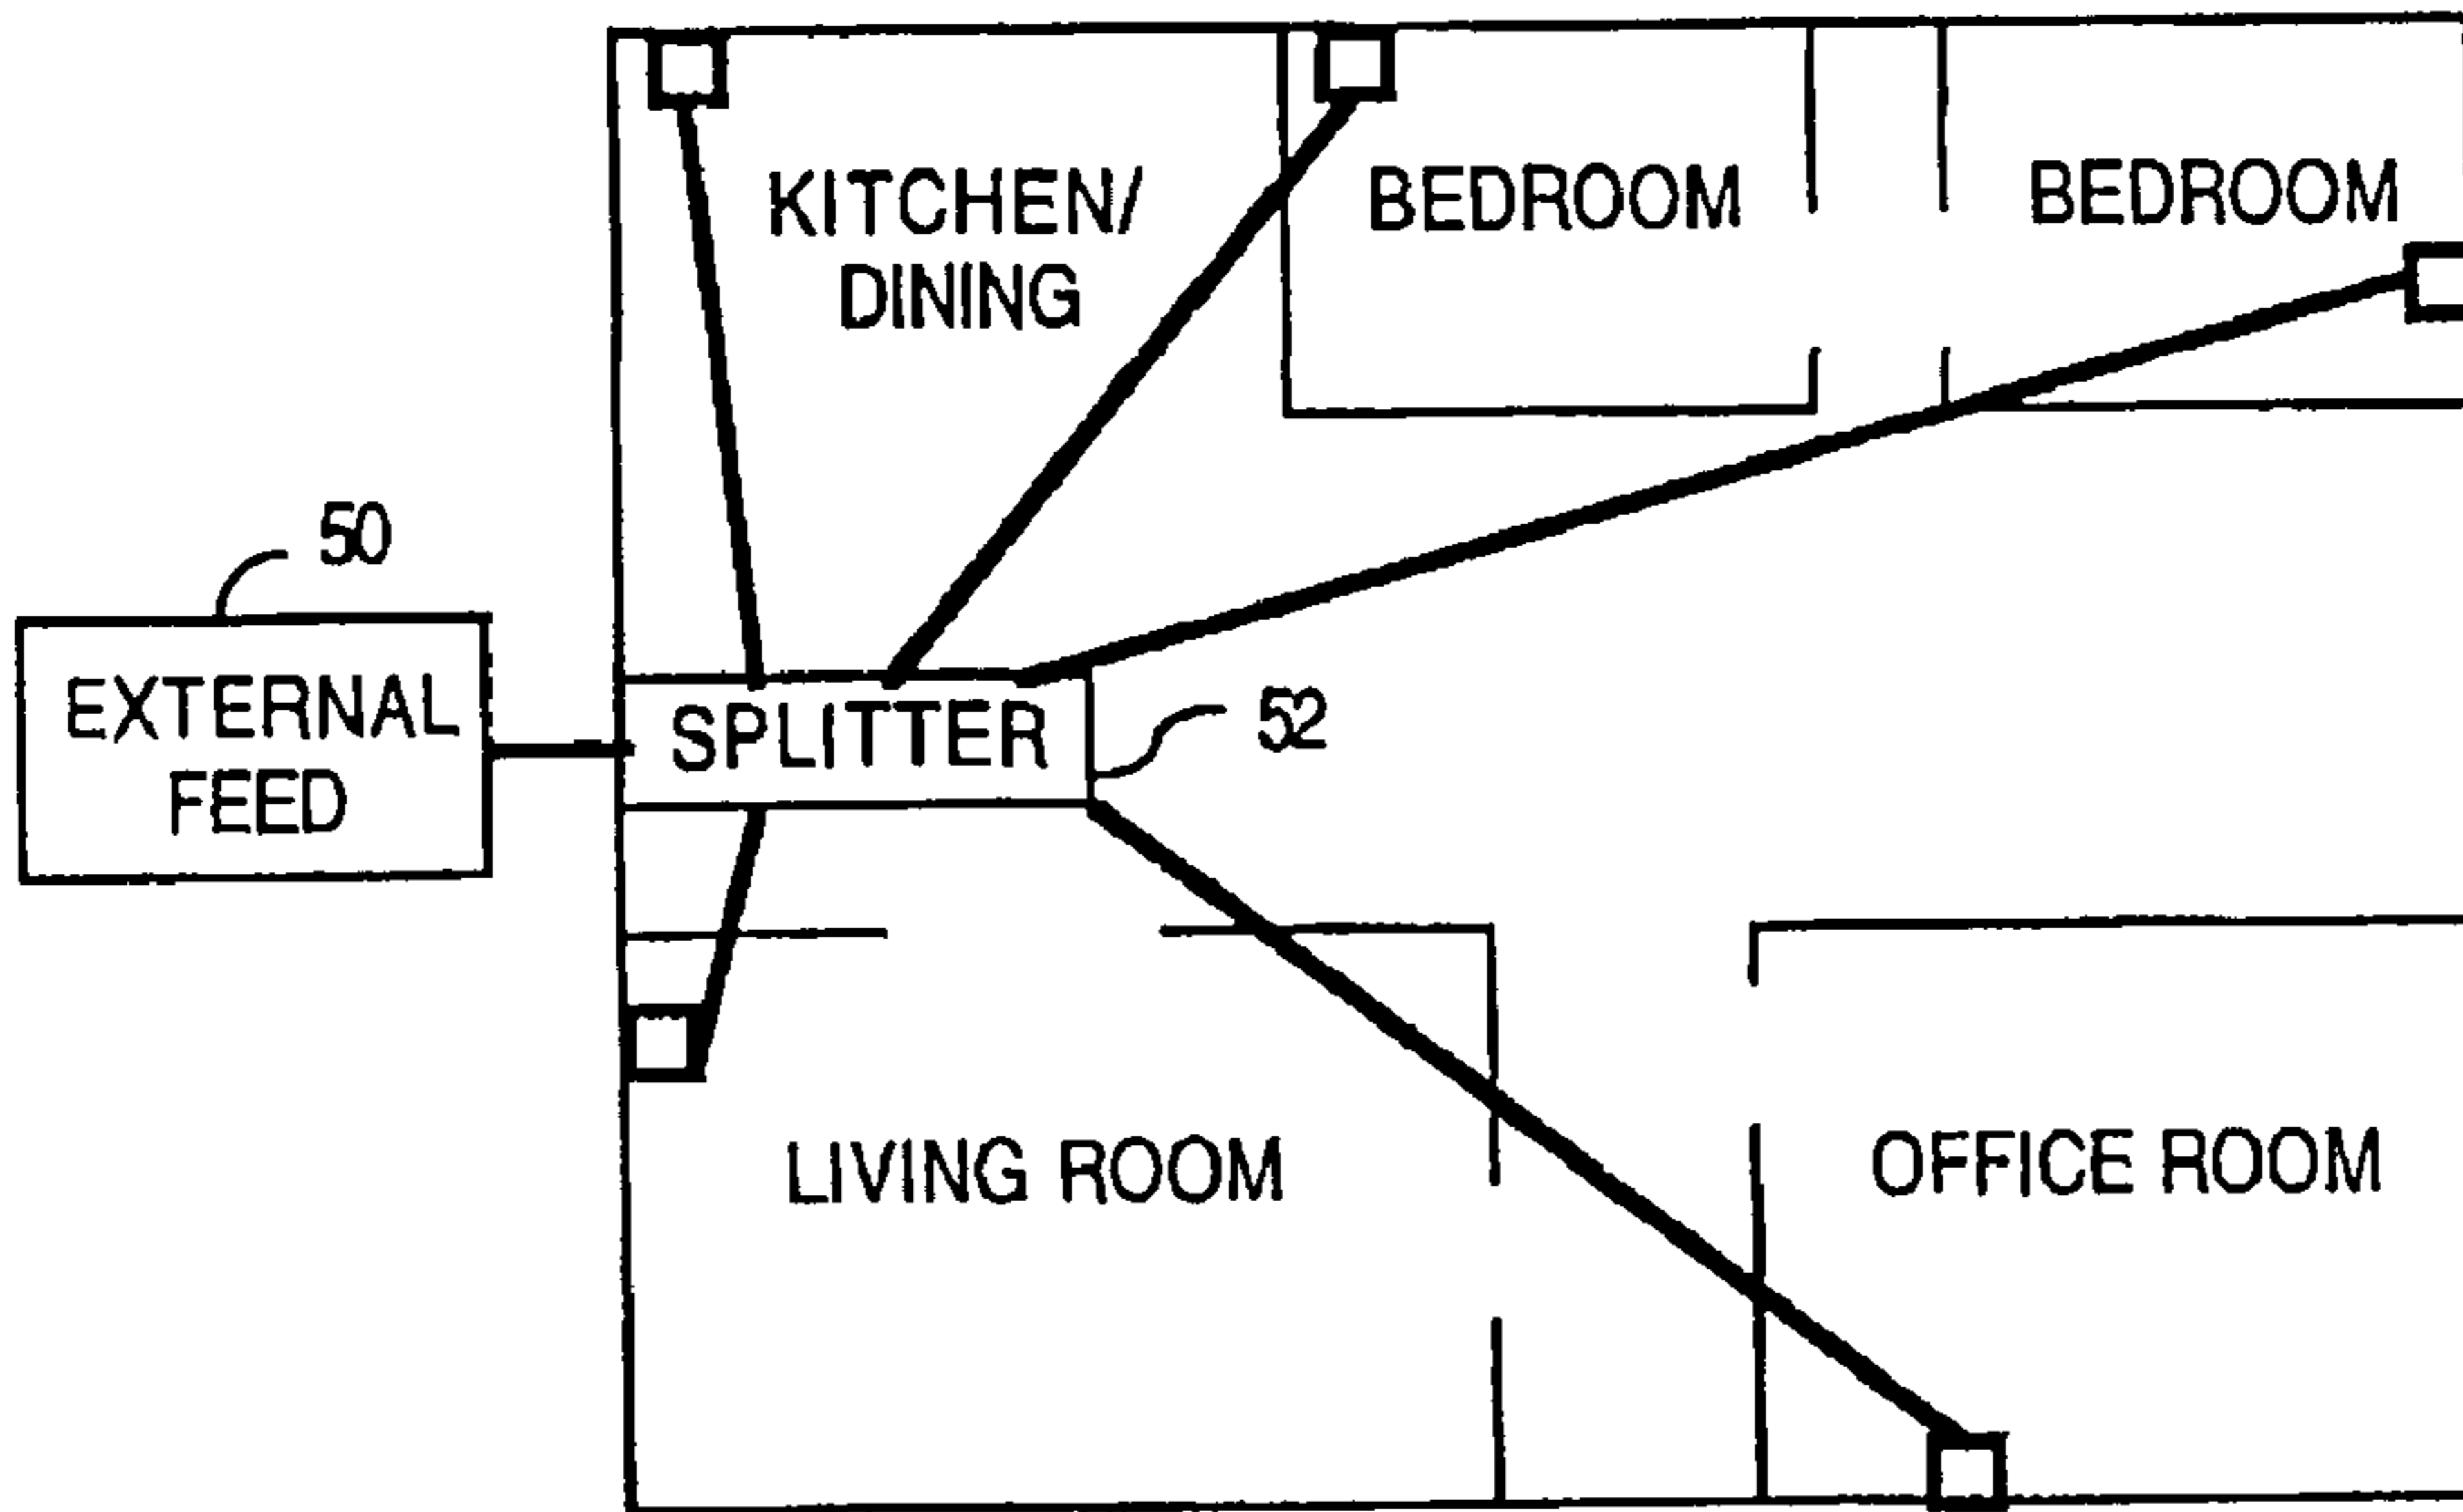 KITCHEN/
DINING
BEDROOM
BEDROOM
50
EXTERNAL
FEED
SPLITTER
52
LIVING ROOM
OFFICE ROOM